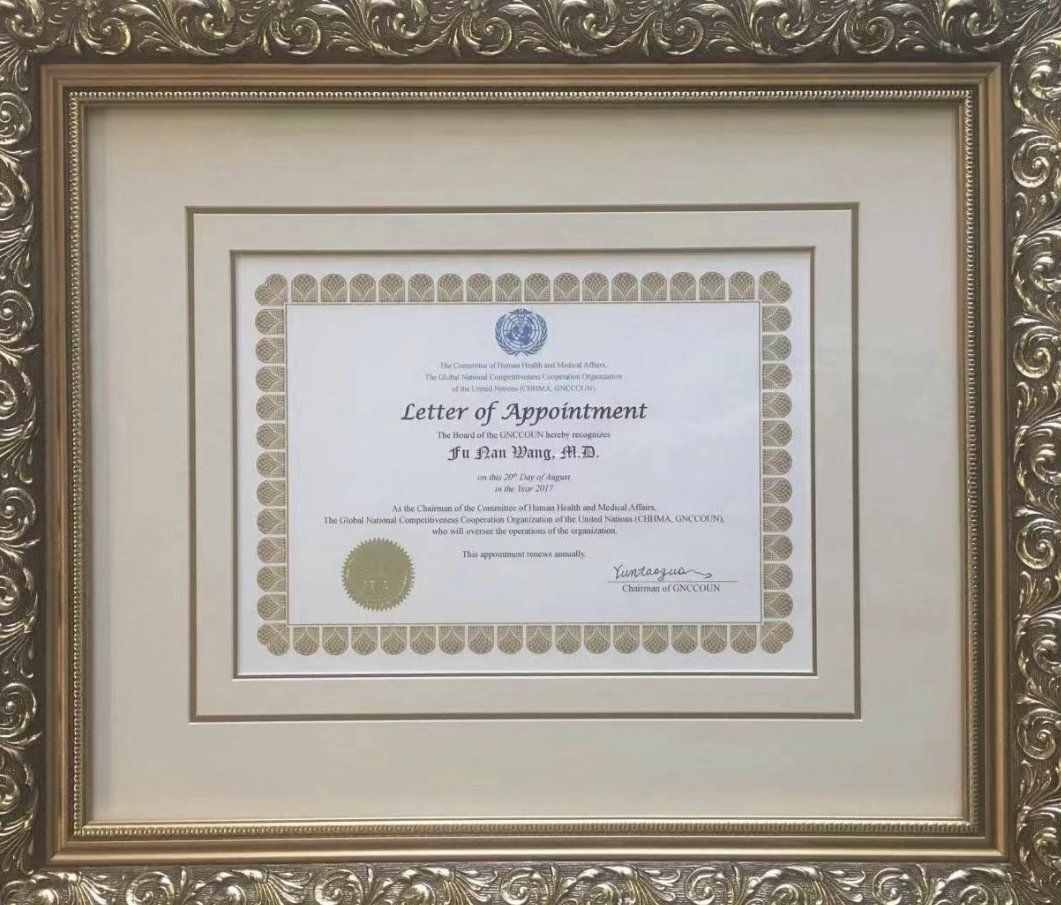 The Committee of Human Health and Medical Affairs,
The Global National Competitiveness Cooperation Organization
of the United Nations (CHHMA, GNCCOUN)
Letter of Appointment
The Board of the GNCCOUN hereby recognizes
Fu Nan Wang, M.D.
on this 20th Day of August
in the Year 2017
As the Chairman of the Committee of Human Health and Medical Affairs,
The Global National Competitiveness Cooperation Organization of the United Nations (CHHMA, GNCCOUN),
who will oversee the operations of the organization.
This appointment renews annually.
Chairman of GNCCOUN